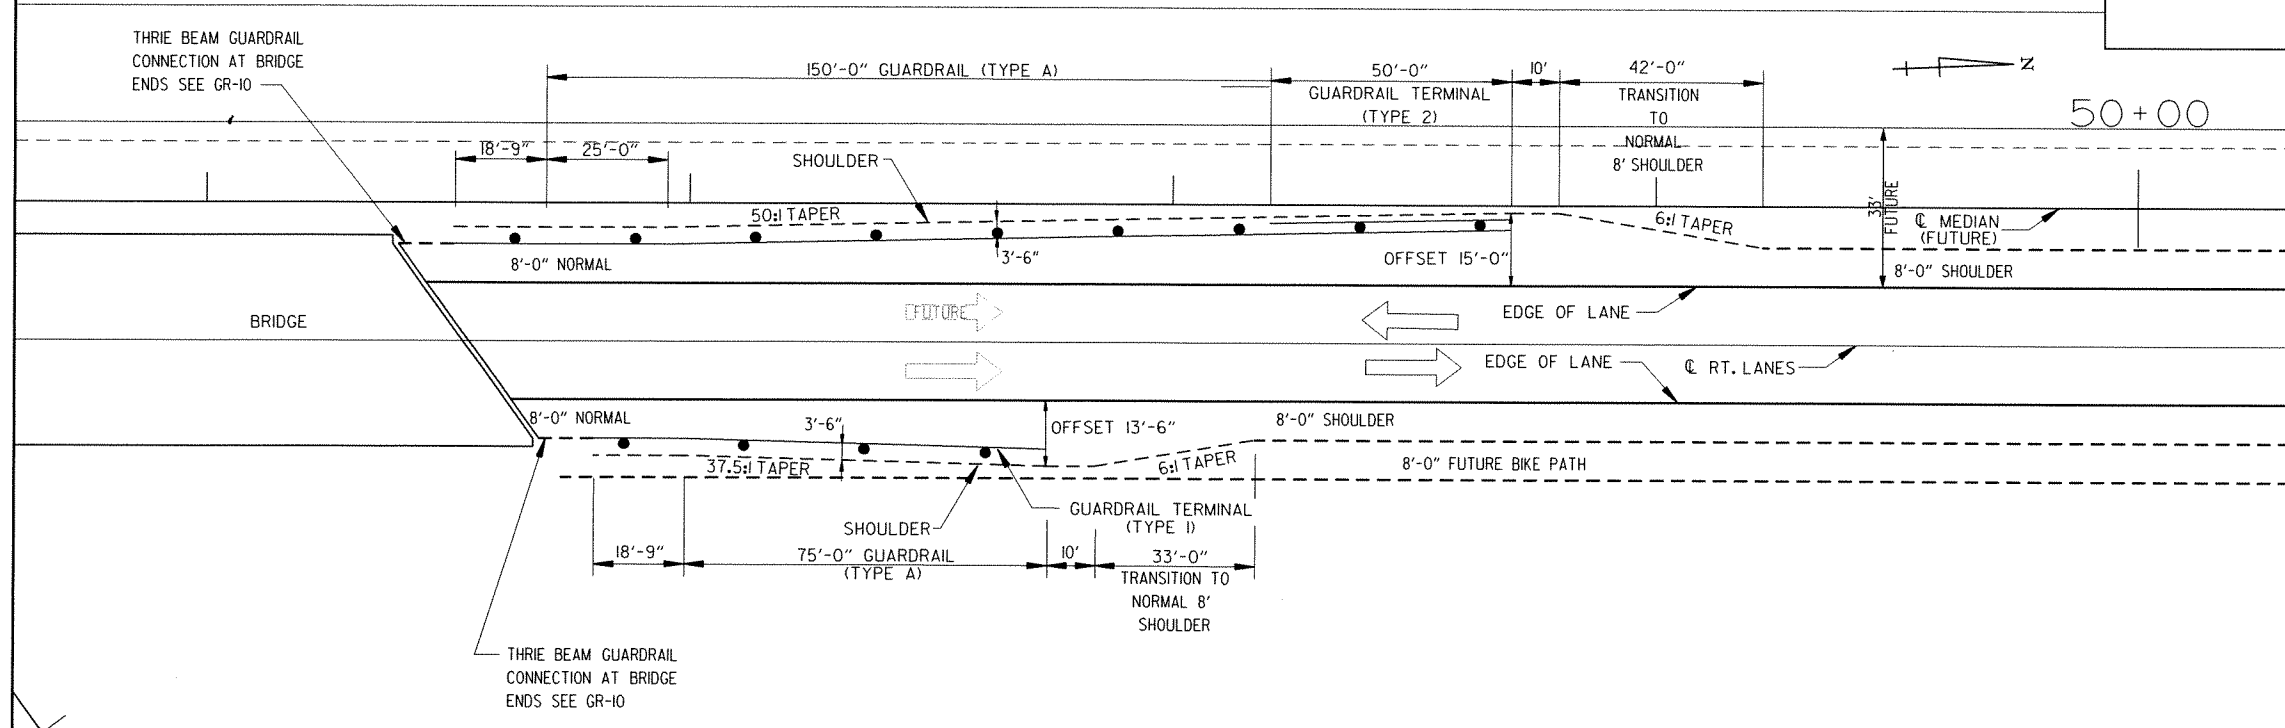 THRIE BEAM GUARDRAIL
CONNECTION AT BRIDGE
ENDS SEE GR-10
150'-0" GUARDRAIL (TYPE A)
50'-0"
GUARDRAIL TERMINAL
(TYPE 2)
10'
42'-0"
TRANSITION
TO
NORMAL
8' SHOULDER
N
50+00
18'-9"
25'-0"
SHOULDER
50:1 TAPER
6:1 TAPER
33'
FUTURE
℄ MEDIAN
(FUTURE)
3'-6"
8'-0" NORMAL
OFFSET 15'-0"
8'-0" SHOULDER
BRIDGE
FUTURE
EDGE OF LANE
EDGE OF LANE
℄ RT. LANES
8'-0" NORMAL
3'-6"
OFFSET 13'-6"
8'-0" SHOULDER
37.5:1 TAPER
6:1 TAPER
8'-0" FUTURE BIKE PATH
SHOULDER
GUARDRAIL TERMINAL
(TYPE 1)
18'-9"
75'-0" GUARDRAIL
(TYPE A)
10'
33'-0"
TRANSITION TO
NORMAL 8'
SHOULDER
THRIE BEAM GUARDRAIL
CONNECTION AT BRIDGE
ENDS SEE GR-10